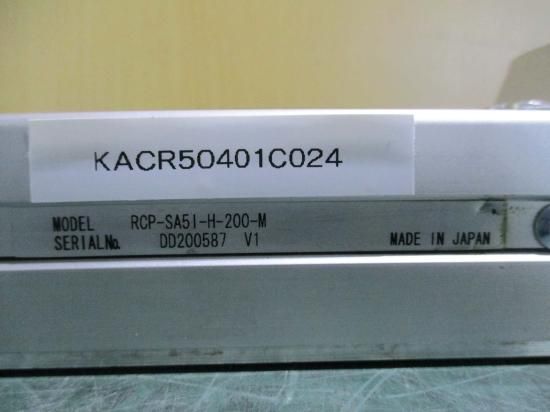 KACR50401C024
MODEL RCP-SA5I-H-200-M
SERIALNo. DD200587 V1 MADE IN JAPAN